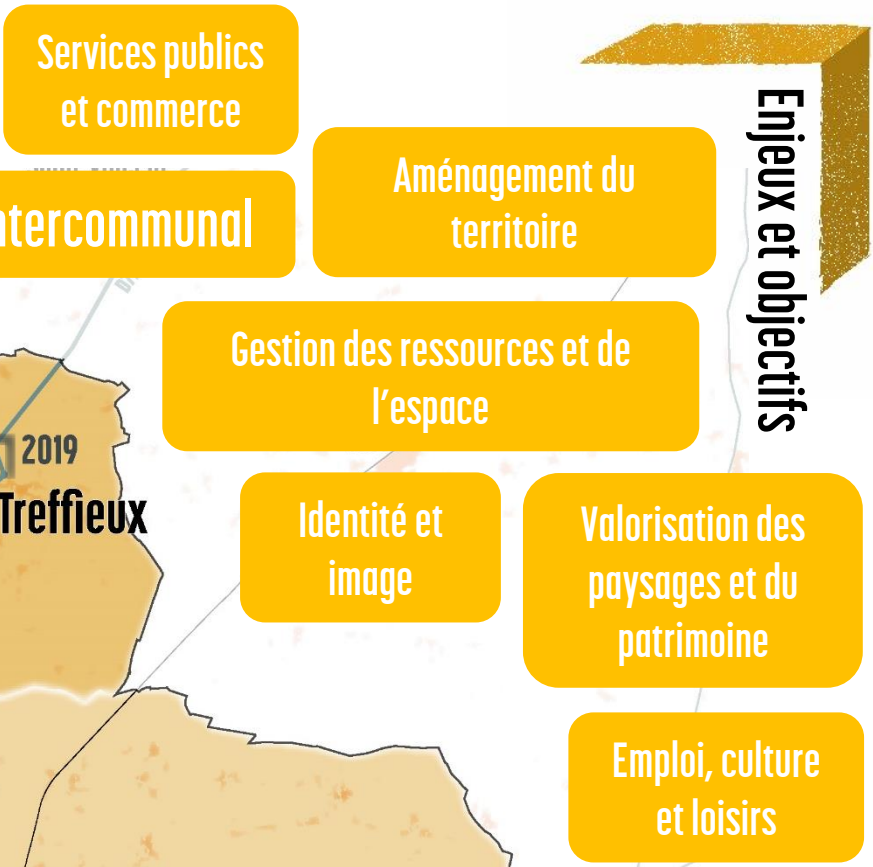 Services publics
et commerce
ntercommunal
Aménagement du
territoire
Enjeux et objectifs
Gestion des ressources et de
l'espace
2019
Treffieux
Identité et
image
Valorisation des
paysages et du
patrimoine
Emploi, culture
et loisirs